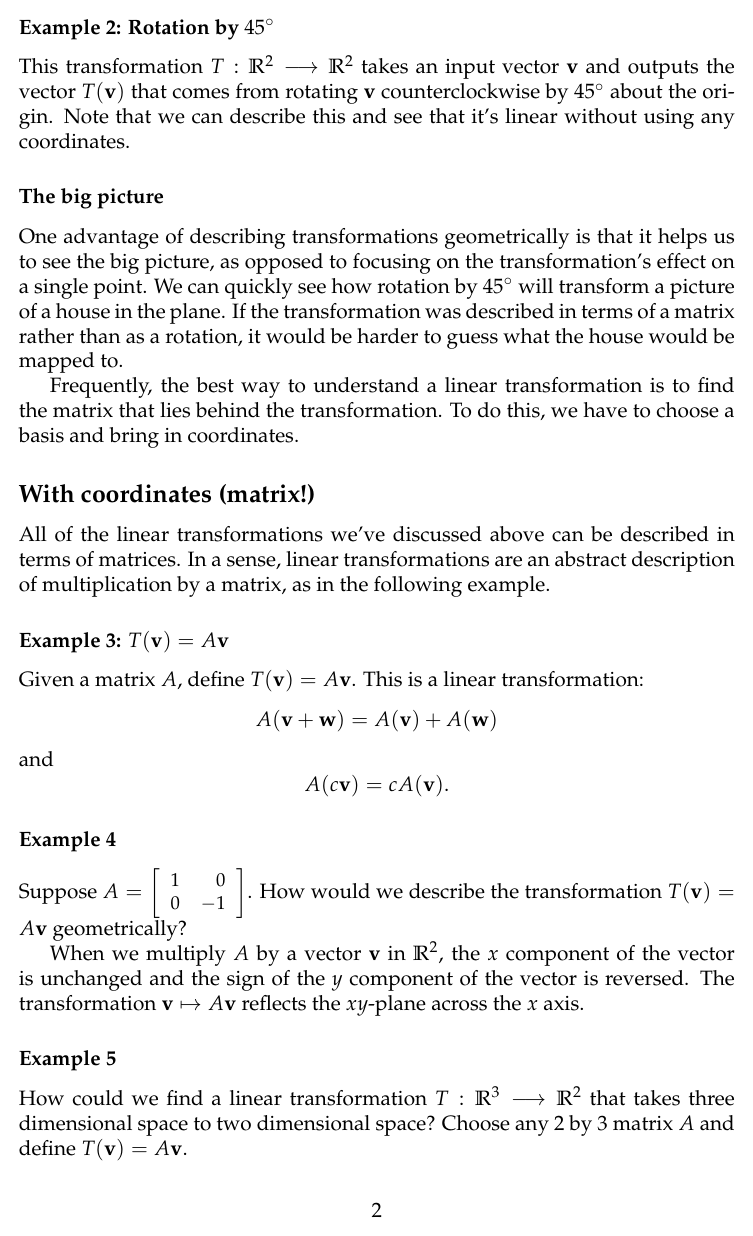 Example 2: Rotation by 45°
This transformation T : ℝ² ⟶ ℝ² takes an input vector v and outputs the
vector T(v) that comes from rotating v counterclockwise by 45° about the ori-
gin. Note that we can describe this and see that it's linear without using any
coordinates.
The big picture
One advantage of describing transformations geometrically is that it helps us
to see the big picture, as opposed to focusing on the transformation's effect on
a single point. We can quickly see how rotation by 45° will transform a picture
of a house in the plane. If the transformation was described in terms of a matrix
rather than as a rotation, it would be harder to guess what the house would be
mapped to.
Frequently, the best way to understand a linear transformation is to find
the matrix that lies behind the transformation. To do this, we have to choose a
basis and bring in coordinates.
With coordinates (matrix!)
All of the linear transformations we've discussed above can be described in
terms of matrices. In a sense, linear transformations are an abstract description
of multiplication by a matrix, as in the following example.
Example 3: T(v) = Av
Given a matrix A, define T(v) = Av. This is a linear transformation:
A(v + w) = A(v) + A(w)
and
A(cv) = cA(v).
Example 4
Suppose A = [ 1 0 ; 0 −1 ]. How would we describe the transformation T(v) =
Av geometrically?
When we multiply A by a vector v in ℝ², the x component of the vector
is unchanged and the sign of the y component of the vector is reversed. The
transformation v ↦ Av reflects the xy-plane across the x axis.
Example 5
How could we find a linear transformation T : ℝ³ ⟶ ℝ² that takes three
dimensional space to two dimensional space? Choose any 2 by 3 matrix A and
define T(v) = Av.
2